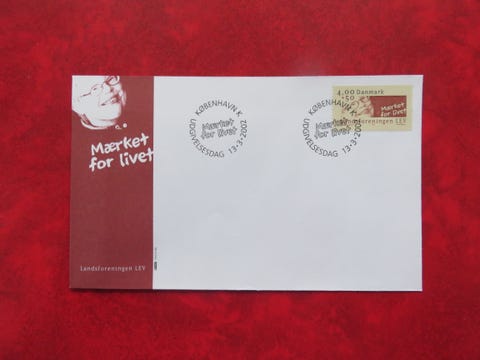 Mærket
for livet
Landsforeningen LEV
KØBENHAVN K.
Mærket
for livet
UDGIVELSESDAG 13-3-2002
KØBENHAVN K.
Mærket
for livet
UDGIVELSESDAG 13-3-2002
4.00 Danmark
+50
Mærket
for livet
Landsforeningen LEV